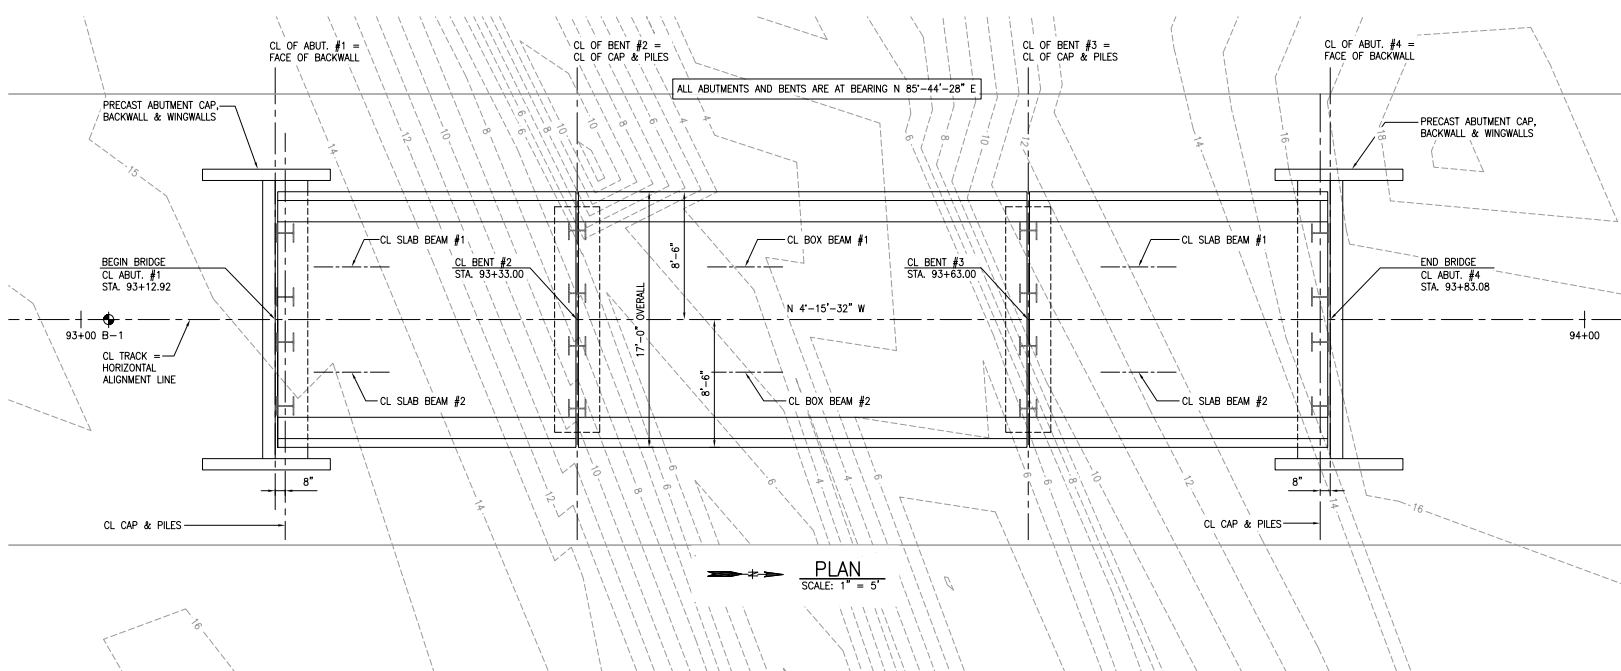 CL OF ABUT. #1 =
FACE OF BACKWALL
CL OF BENT #2 =
CL OF CAP & PILES
CL OF BENT #3 =
CL OF CAP & PILES
CL OF ABUT. #4 =
FACE OF BACKWALL
ALL ABUTMENTS AND BENTS ARE AT BEARING N 85°-44'-28" E
PRECAST ABUTMENT CAP,
BACKWALL & WINGWALLS
PRECAST ABUTMENT CAP,
BACKWALL & WINGWALLS
14
12
10
8
6
6
8
10
10
8
6
4
4
6
8
10
12
14
16
18
15
CL SLAB BEAM #1
CL BOX BEAM #1
CL SLAB BEAM #1
8'-6"
BEGIN BRIDGE
CL ABUT. #1
STA. 93+12.92
CL BENT #2
STA. 93+33.00
CL BENT #3
STA. 93+63.00
END BRIDGE
CL ABUT. #4
STA. 93+83.08
17'-0" OVERALL
N 4°-15'-32" W
93+00 B-1
94+00
CL TRACK =
HORIZONTAL
ALIGNMENT LINE
8'-6"
CL SLAB BEAM #2
CL BOX BEAM #2
CL SLAB BEAM #2
8"
8"
14
12
10
8
6
6
6
4
4
6
6
8
8
10
12
14
16
CL CAP & PILES
CL CAP & PILES
PLAN
SCALE: 1" = 5'
16